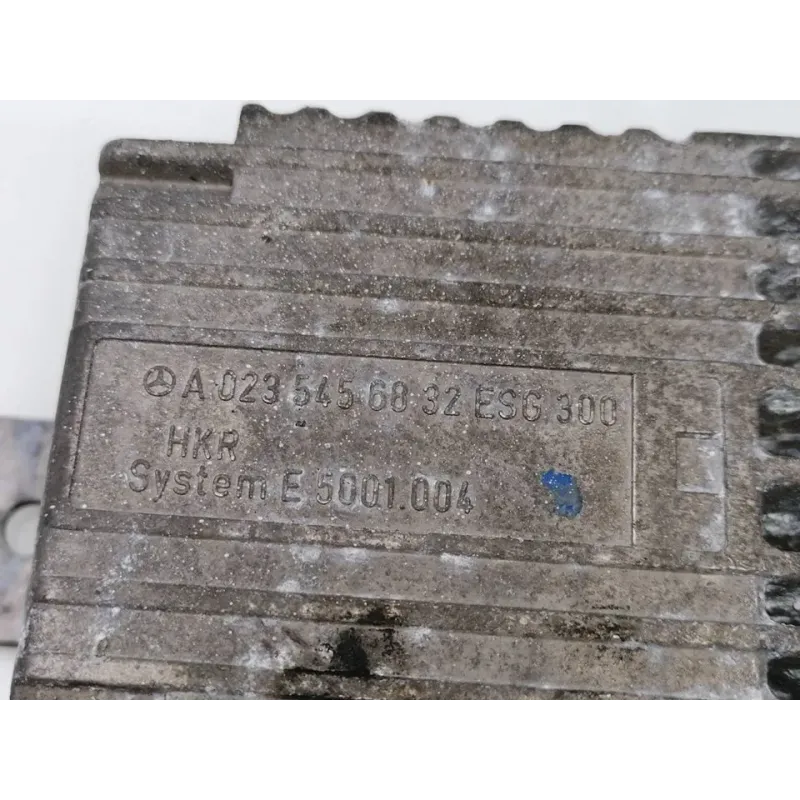 A 023 545 68 32 ESG.300
HKR
System E 5001.004